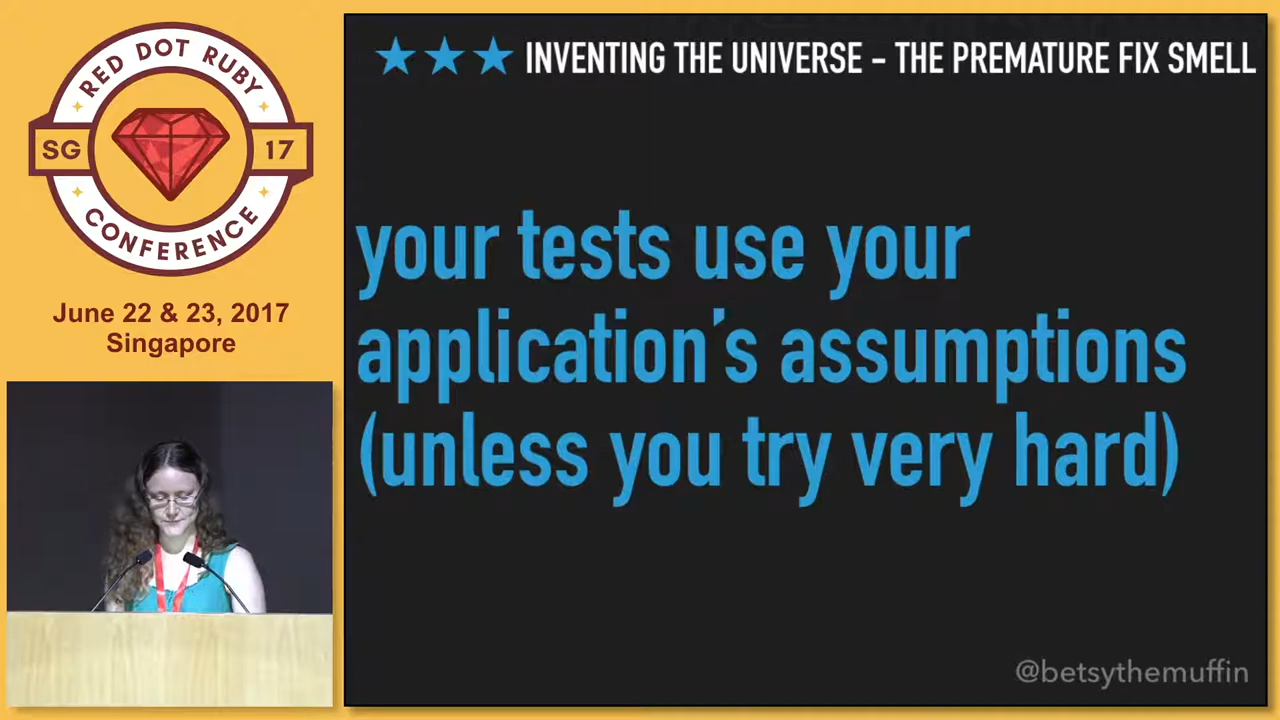 RED DOT RUBY
SG 17
CONFERENCE
June 22 & 23, 2017
Singapore
★★★ INVENTING THE UNIVERSE – THE PREMATURE FIX SMELL
your tests use your
application's assumptions
(unless you try very hard)
@betsythemuffin